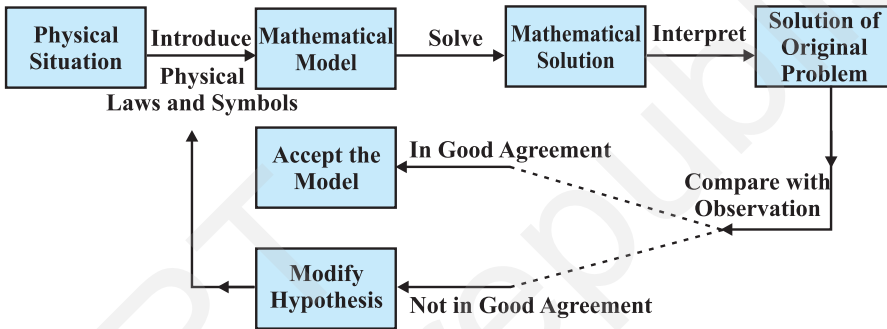 Physical
Situation
Introduce
Physical
Laws and Symbols
Mathematical
Model
Solve
Mathematical
Solution
Interpret
Solution of
Original
Problem
Compare with
Observation
In Good Agreement
Accept the
Model
Not in Good Agreement
Modify
Hypothesis